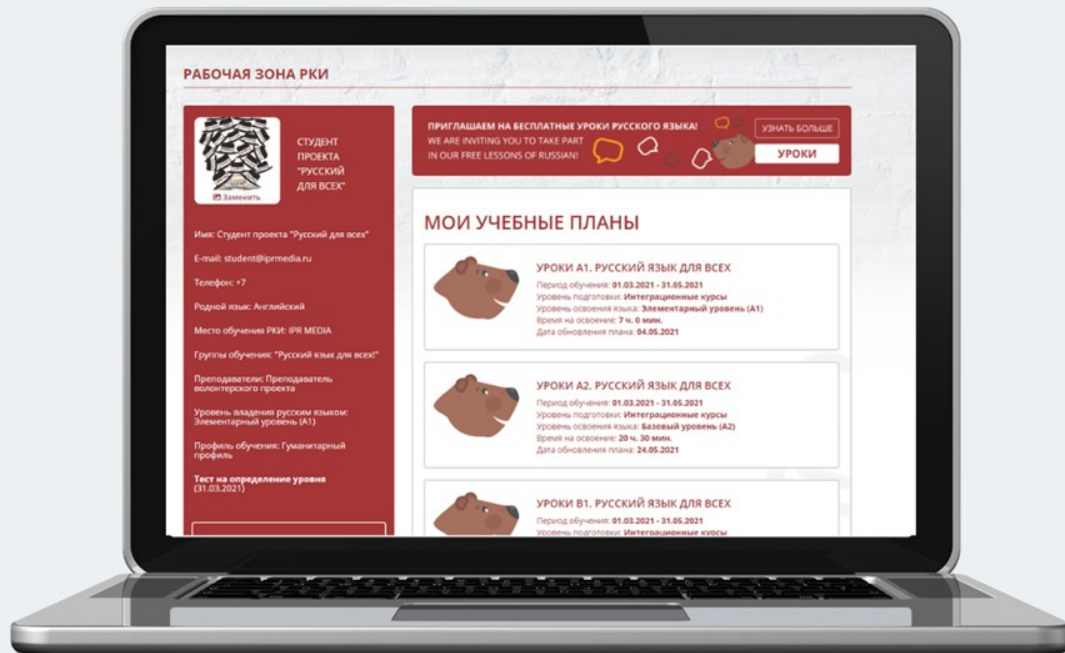 РАБОЧАЯ ЗОНА РКИ
СТУДЕНТ
ПРОЕКТА
"РУССКИЙ
ДЛЯ ВСЕХ"
Заменить
Имя: Студент проекта "Русский для всех"
E-mail: student@iprmedia.ru
Телефон: +7
Родной язык: Английский
Место обучения РКИ: IPR MEDIA
Группы обучения: "Русский язык для всех!"
Преподаватели: Преподаватель
волонтерского проекта
Уровень владения русским языком:
Элементарный уровень (А1)
Профиль обучения: Гуманитарный
профиль
Тест на определение уровня
(31.03.2021)
ПРИГЛАШАЕМ НА БЕСПЛАТНЫЕ УРОКИ РУССКОГО ЯЗЫКА!
WE ARE INVITING YOU TO TAKE PART
IN OUR FREE LESSONS OF RUSSIAN!
УЗНАТЬ БОЛЬШЕ
УРОКИ
МОИ УЧЕБНЫЕ ПЛАНЫ
УРОКИ А1. РУССКИЙ ЯЗЫК ДЛЯ ВСЕХ
Период обучения: 01.03.2021 - 31.05.2021
Уровень подготовки: Интеграционные курсы
Уровень освоения языка: Элементарный уровень (А1)
Время на освоение: 7 ч. 0 мин.
Дата обновления плана: 04.05.2021
УРОКИ А2. РУССКИЙ ЯЗЫК ДЛЯ ВСЕХ
Период обучения: 01.03.2021 - 31.05.2021
Уровень подготовки: Интеграционные курсы
Уровень освоения языка: Базовый уровень (А2)
Время на освоение: 20 ч. 30 мин.
Дата обновления плана: 24.05.2021
УРОКИ В1. РУССКИЙ ЯЗЫК ДЛЯ ВСЕХ
Период обучения: 01.03.2021 - 31.05.2021
Уровень подготовки: Интеграционные курсы